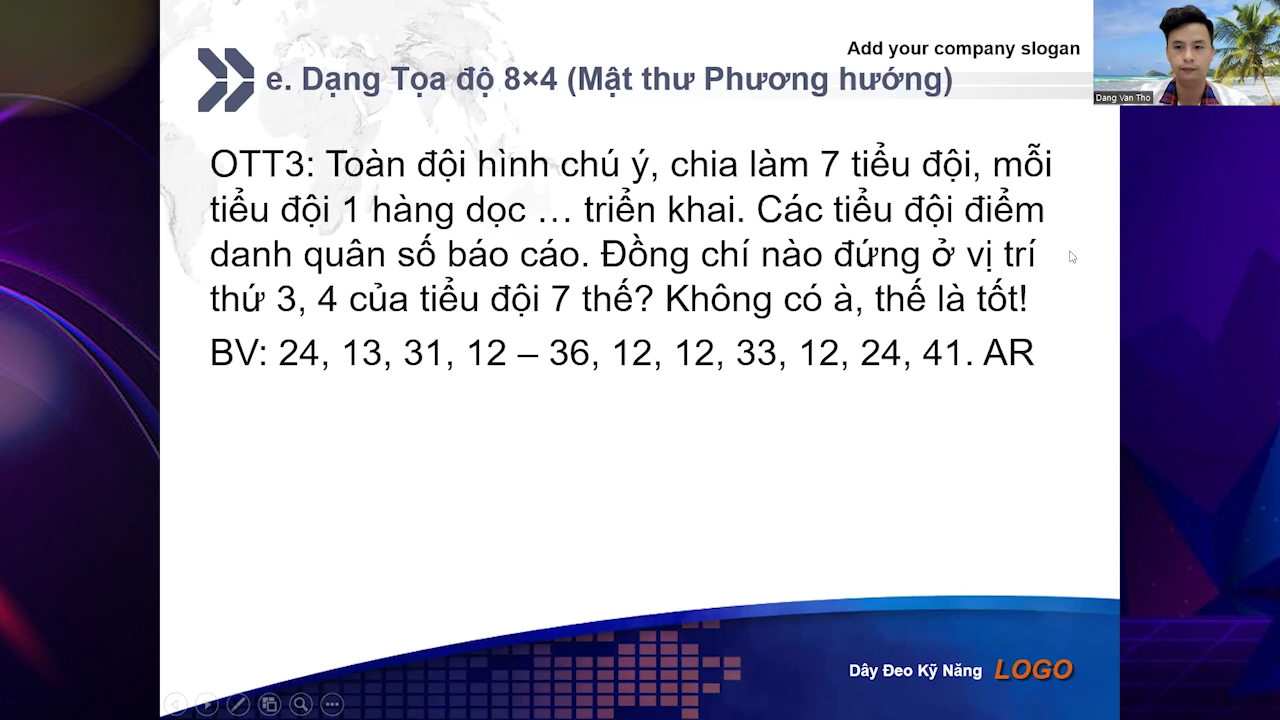 Add your company slogan
e. Dạng Tọa độ 8×4 (Mật thư Phương hướng)
Dang Van Tho
OTT3: Toàn đội hình chú ý, chia làm 7 tiểu đội, mỗi
tiểu đội 1 hàng dọc … triển khai. Các tiểu đội điểm
danh quân số báo cáo. Đồng chí nào đứng ở vị trí
thứ 3, 4 của tiểu đội 7 thế? Không có à, thế là tốt!
BV: 24, 13, 31, 12 – 36, 12, 12, 33, 12, 24, 41. AR
Dây Đeo Kỹ Năng LOGO